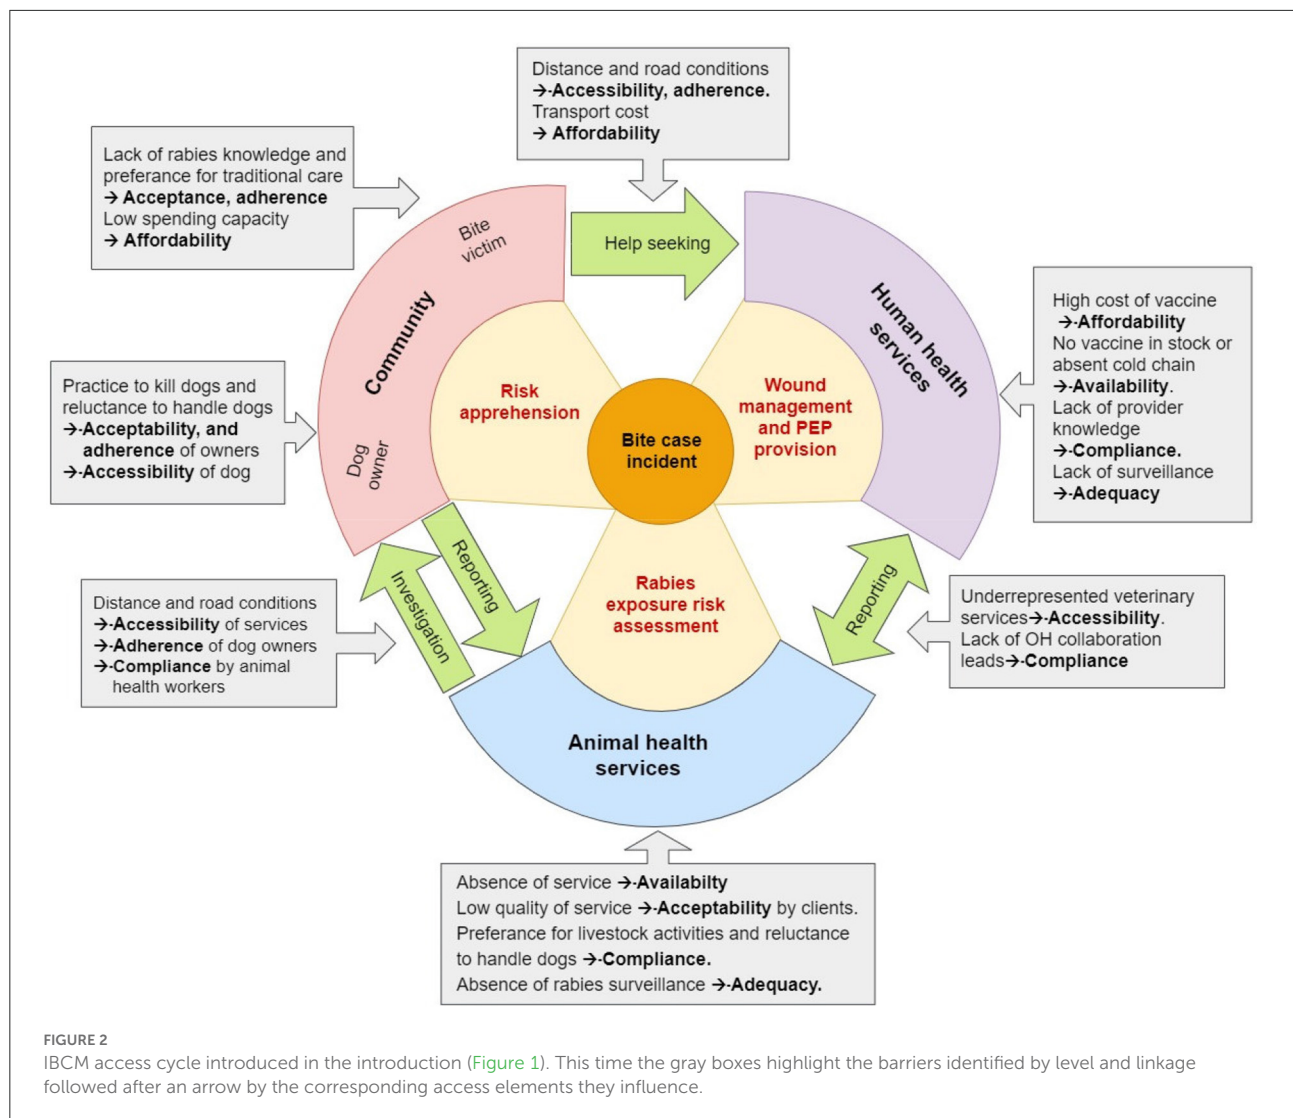 Distance and road conditions
→·Accessibility, adherence.
Transport cost
→ Affordability
Lack of rabies knowledge and
preferance for traditional care
→ Acceptance, adherence
Low spending capacity
→ Affordability
Bite
victim
Help seeking
Community
Human health
services
High cost of vaccine
→·Affordability
No vaccine in stock or
absent cold chain
→·Availability.
Lack of provider
knowledge
→·Compliance.
Lack of surveillance
→·Adequacy
Practice to kill dogs and
reluctance to handle dogs
→·Acceptability, and
adherence of owners
→·Accessibility of dog
Dog
owner
Risk
apprehension
Bite case
incident
Wound
management
and PEP
provision
Reporting
Investigation
Rabies
exposure risk
assessment
Reporting
Distance and road conditions
→·Accessibility of services
→·Adherence of dog owners
→·Compliance by animal
health workers
Underrepresented veterinary
services→·Accessibility.
Lack of OH collaboration
leads→·Compliance
Animal health
services
Absence of service →·Availabilty
Low quality of service →·Acceptability by clients.
Preferance for livestock activities and reluctance
to handle dogs →·Compliance.
Absence of rabies surveillance →·Adequacy.
FIGURE 2
IBCM access cycle introduced in the introduction (Figure 1). This time the gray boxes highlight the barriers identified by level and linkage
followed after an arrow by the corresponding access elements they influence.